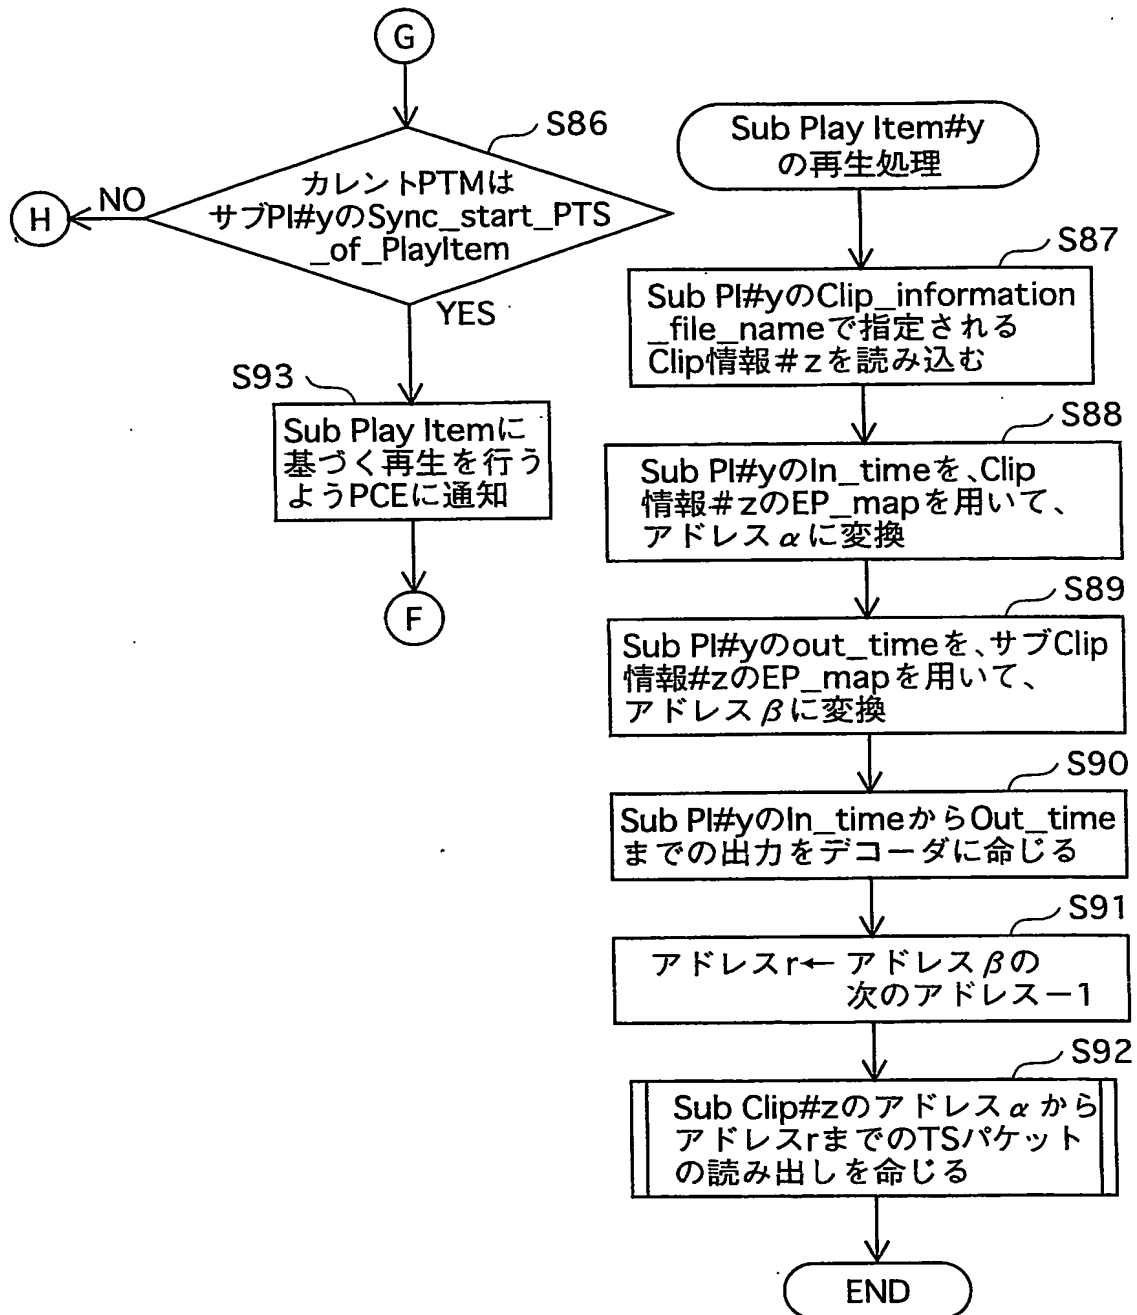 G
S86
カレントPTMは
サブPI#yのSync_start_PTS
_of_PlayItem
NO
H
YES
S93
Sub Play Itemに
基づく再生を行う
ようPCEに通知
F
Sub Play Item#y
の再生処理
S87
Sub PI#yのClip_information
_file_nameで指定される
Clip情報#zを読み込む
S88
Sub PI#yのIn_timeを、Clip
情報#zのEP_mapを用いて、
アドレスαに変換
S89
Sub PI#yのout_timeを、サブClip
情報#zのEP_mapを用いて、
アドレスβに変換
S90
Sub PI#yのIn_timeからOut_time
までの出力をデコーダに命じる
S91
アドレスr← アドレスβの
次のアドレス－1
S92
Sub Clip#zのアドレスαから
アドレスrまでのTSパケット
の読み出しを命じる
END